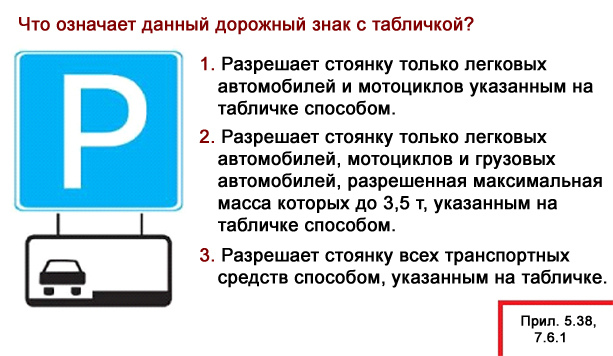 Что означает данный дорожный знак с табличкой?
P
1. Разрешает стоянку только легковых
автомобилей и мотоциклов указанным на
табличке способом.
2. Разрешает стоянку только легковых
автомобилей, мотоциклов и грузовых
автомобилей, разрешенная максимальная
масса которых до 3,5 т, указанным на
табличке способом.
3. Разрешает стоянку всех транспортных
средств способом, указанным на табличке.
Прил. 5.38,
7.6.1